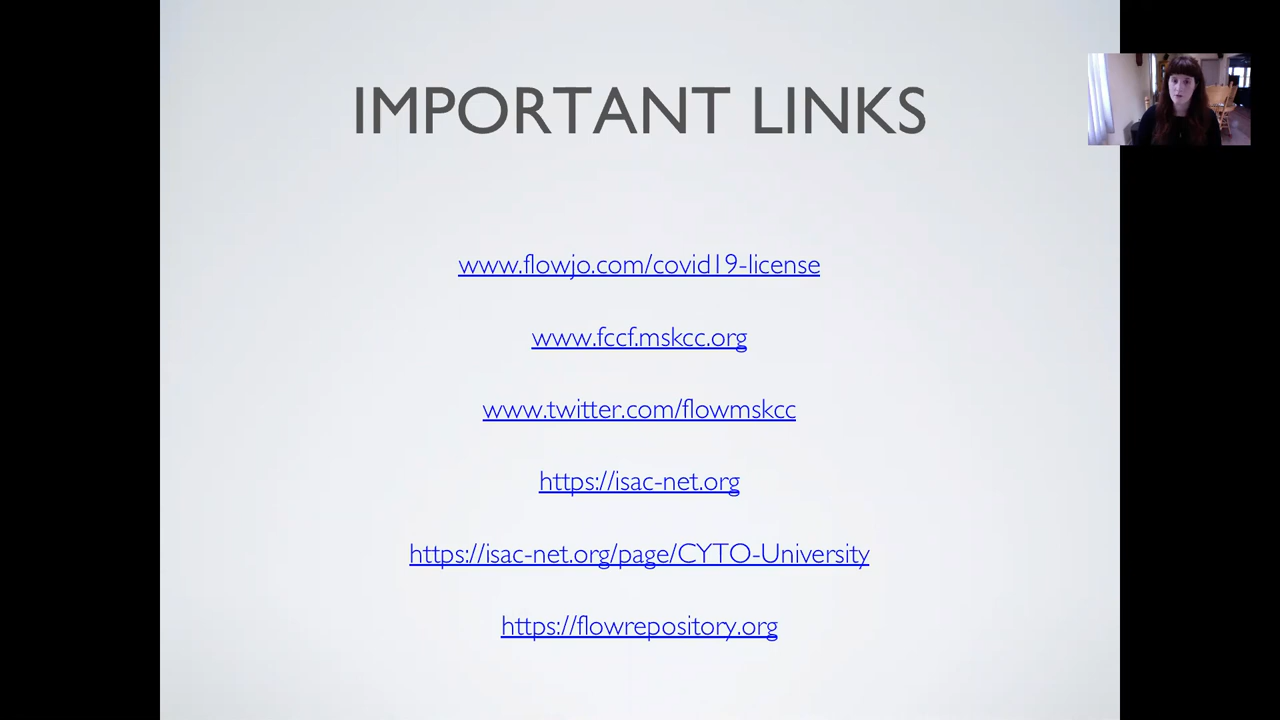 IMPORTANT LINKS
www.flowjo.com/covid19-license
www.fccf.mskcc.org
www.twitter.com/flowmskcc
https://isac-net.org
https://isac-net.org/page/CYTO-University
https://flowrepository.org